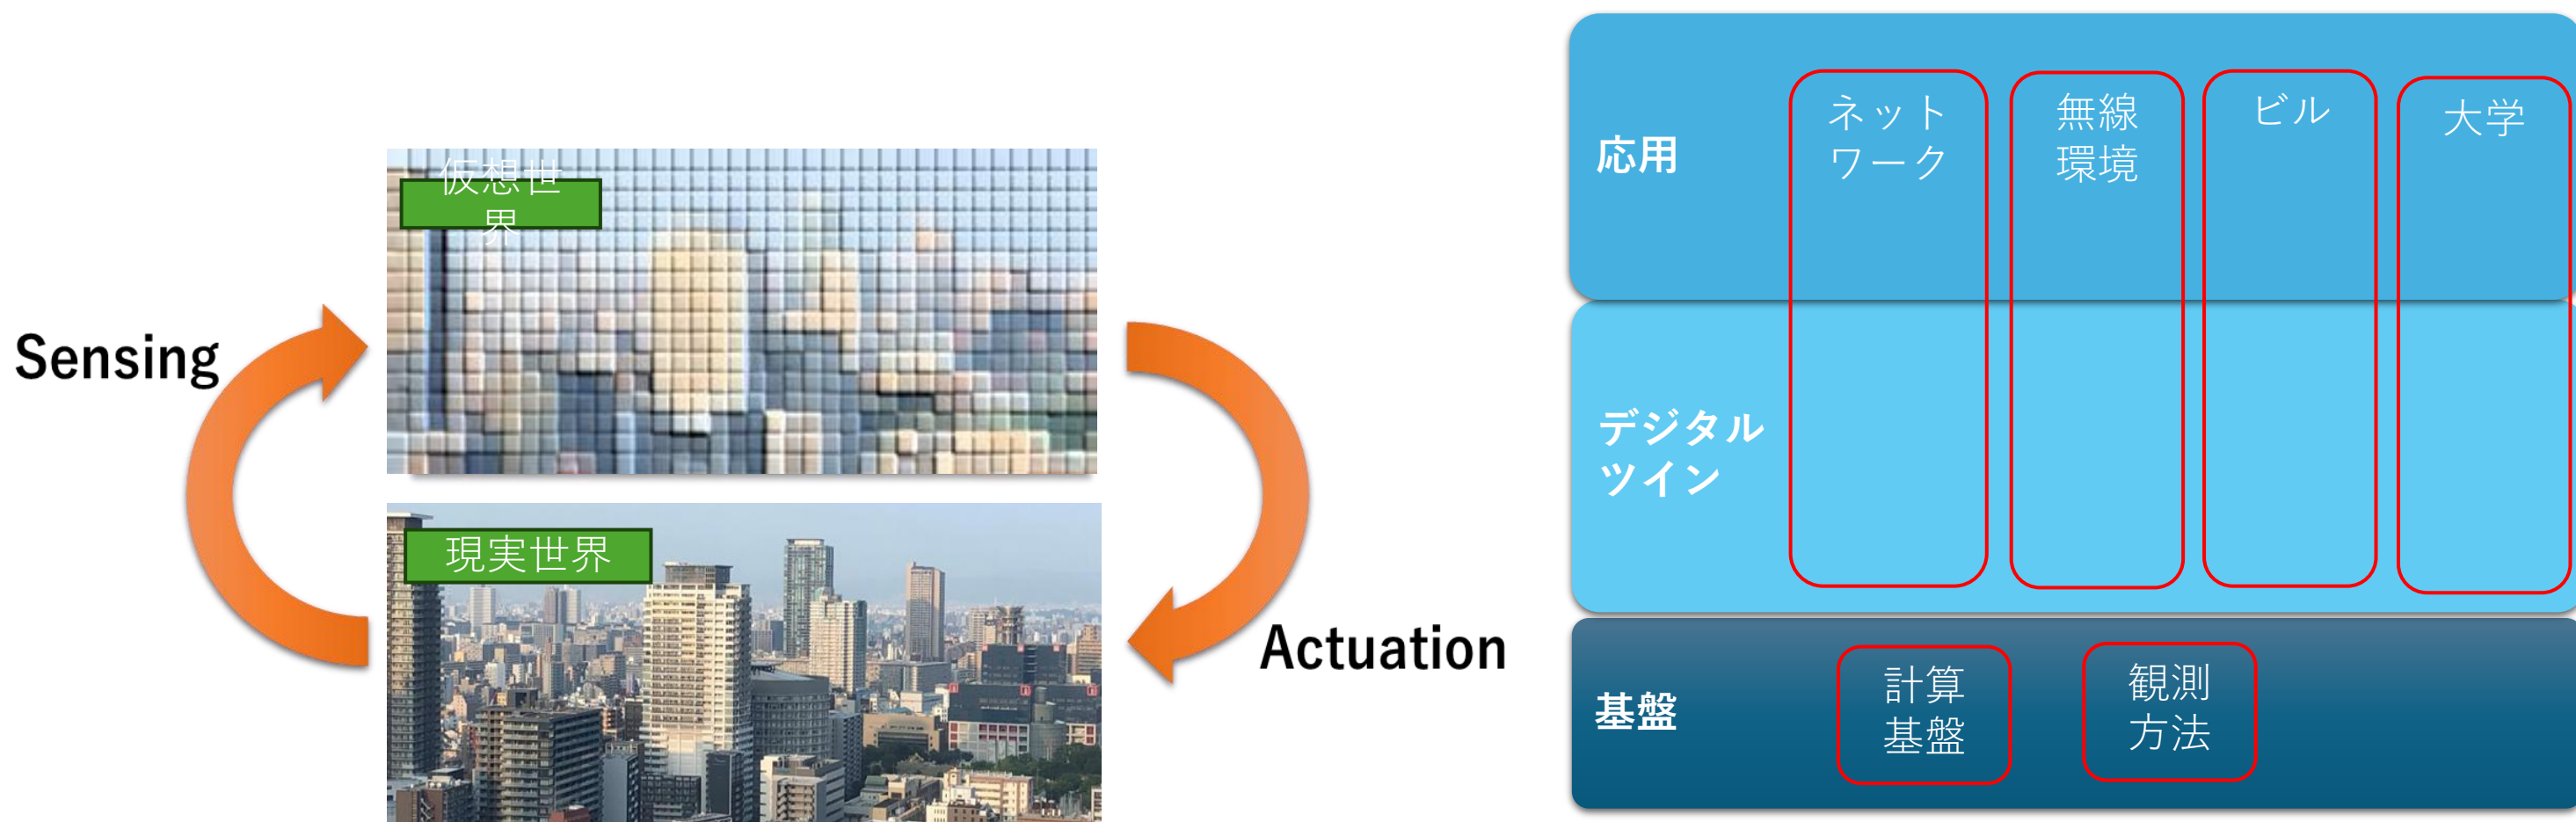 仮想世
界
Sensing
現実世界
Actuation
応用
ネット
ワーク
無線
環境
ビル
大学
デジタル
ツイン
基盤
計算
基盤
観測
方法